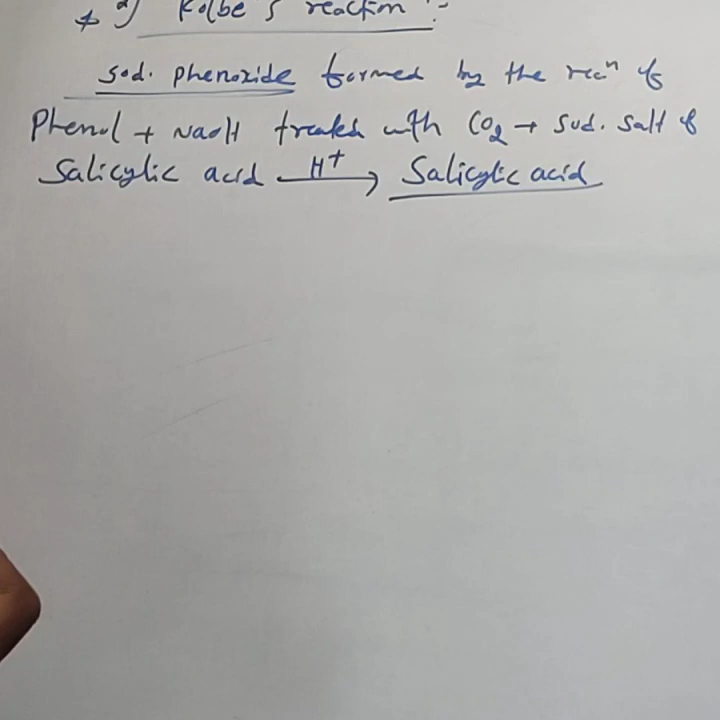 * a) Kolbe's reaction :-
Sod. phenoxide formed by the recn of
Phenol + NaOH treated with CO2 → Sod. salt of
Salicylic acid H+ → Salicylic acid